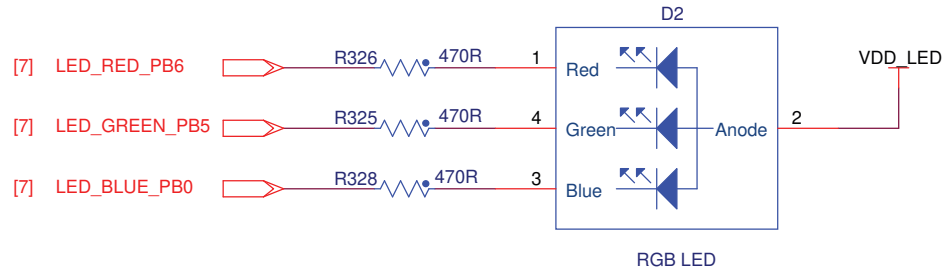 D2
[7] LED_RED_PB6 R326 470R 1 Red VDD_LED
[7] LED_GREEN_PB5 R325 470R 4 Green Anode 2
[7] LED_BLUE_PB0 R328 470R 3 Blue
RGB LED